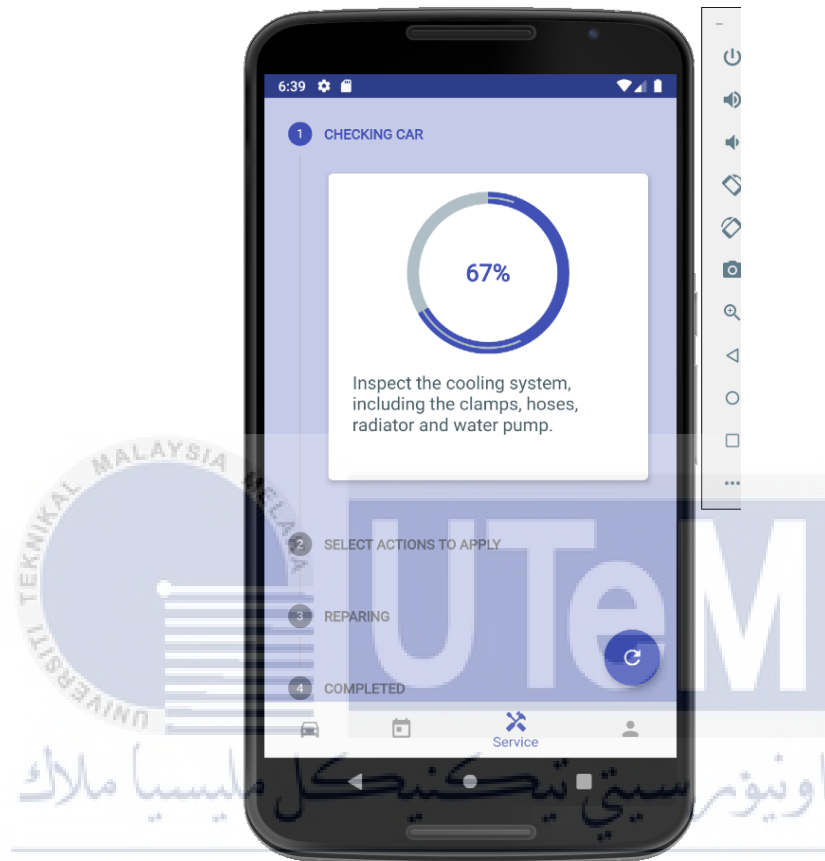 6:39
1 CHECKING CAR
67%
Inspect the cooling system,
including the clamps, hoses,
radiator and water pump.
2 SELECT ACTIONS TO APPLY
3 REPARING
4 COMPLETED
Service
UNIVERSITI TEKNIKAL MALAYSIA MELAKA
UTeM
اونيۏرسيتي تيكنيكل مليسيا ملاك